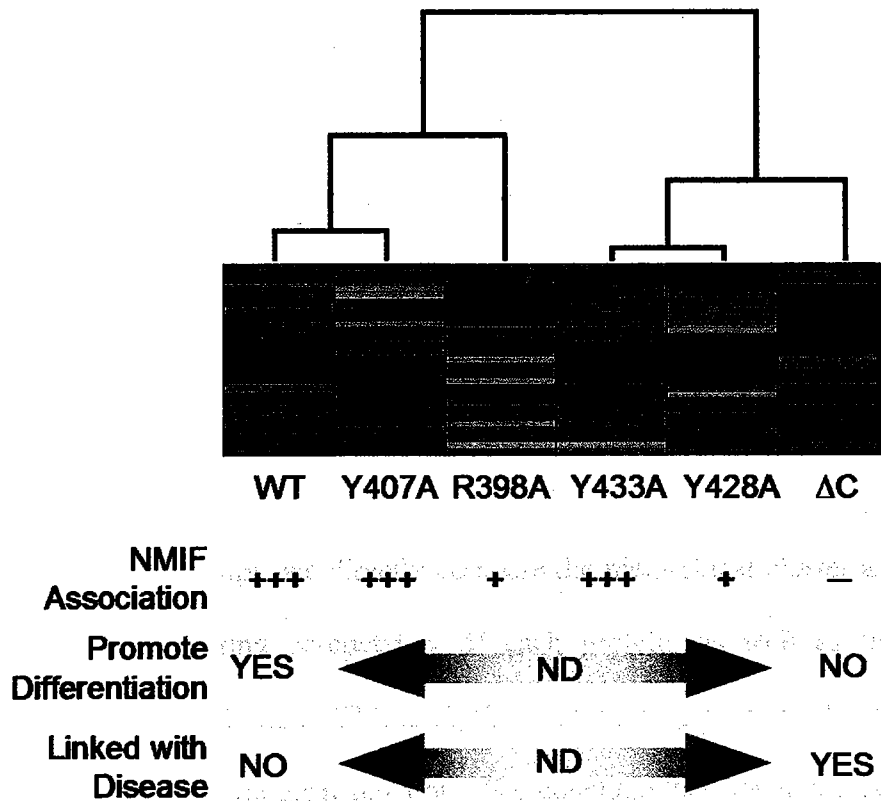 WT Y407A R398A Y433A Y428A ΔC
NMIF
Association +++ +++ + +++ + –
Promote
Differentiation YES ND NO
Linked with
Disease NO ND YES